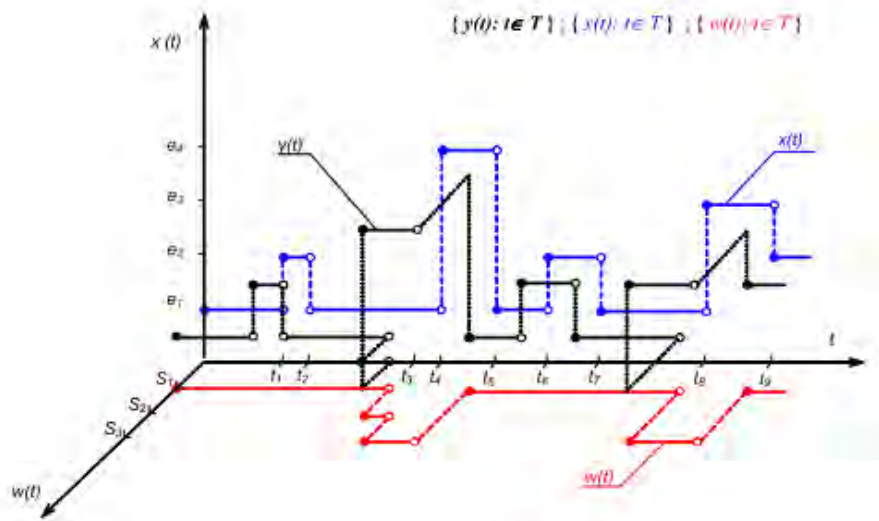 { y(t): t∈ T } ; { x(t): t∈ T } ; { w(t): t∈ T }
x (t)
e4
y(t)
x(t)
e3
e2
e1
t
S1
t1 t2 t3 t4 t5 t6 t7 t8 t9
S2
S3
w(t)
w(t)